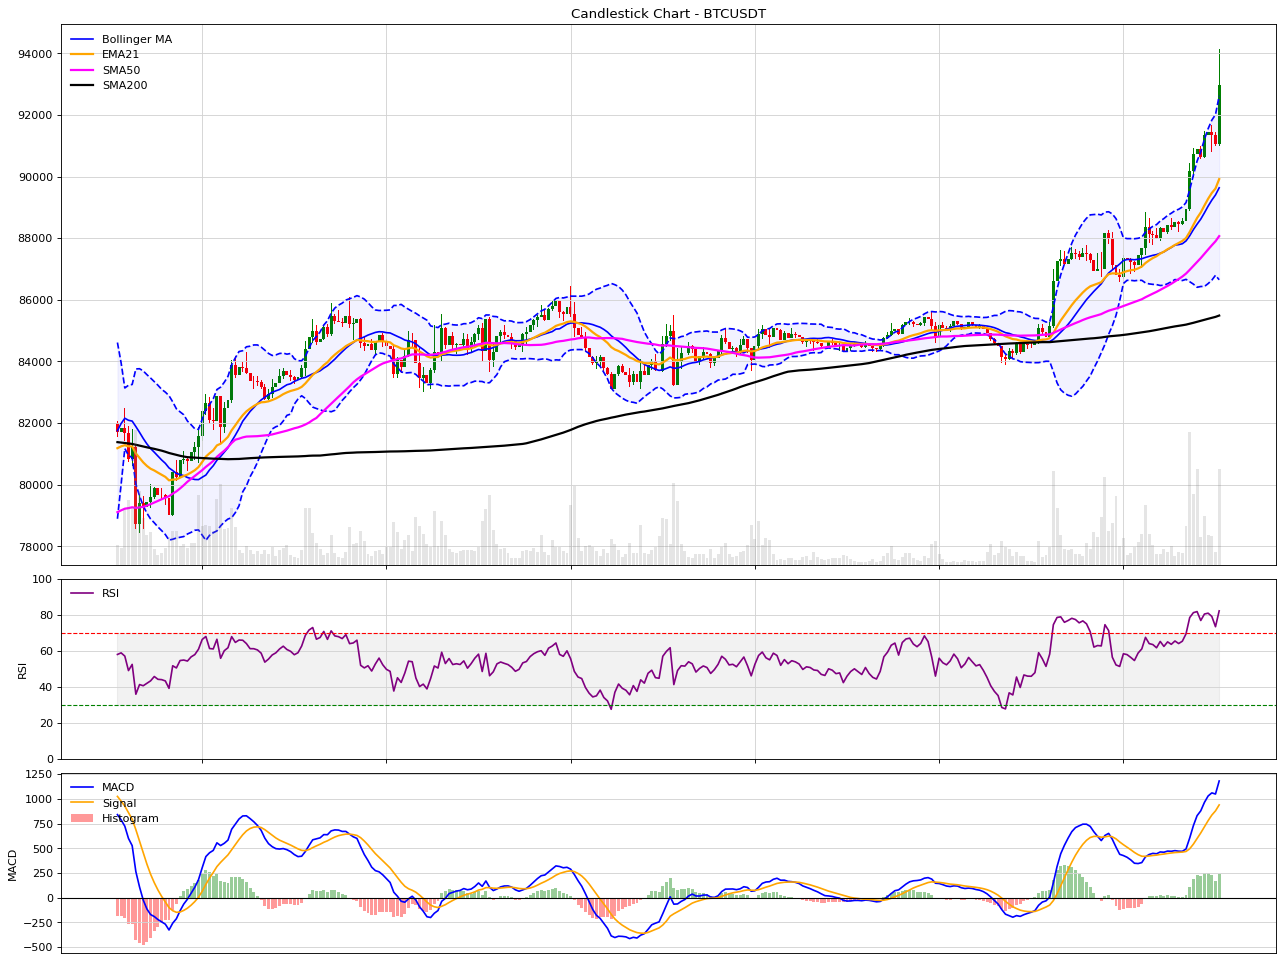 Candlestick Chart - BTCUSDT
Bollinger MA
EMA21
SMA50
SMA200
94000
92000
90000
88000
86000
84000
82000
80000
78000
RSI
100
80
60
40
20
0
RSI
MACD
Signal
Histogram
1250
1000
750
500
250
0
−250
−500
MACD